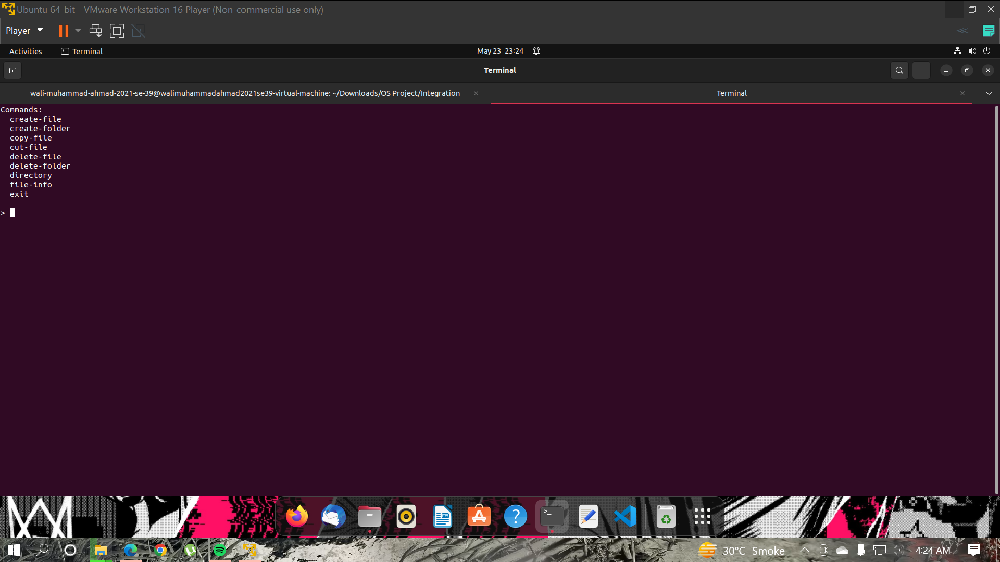 Ubuntu 64-bit - VMware Workstation 16 Player (Non-commercial use only)
Player
Activities
Terminal
May 23 23:24
Terminal
wali-muhammad-ahmad-2021-se-39@walimuhammadahmad2021se39-virtual-machine: ~/Downloads/OS Project/Integration
Terminal
Commands:
create-file
create-folder
copy-file
cut-file
delete-file
delete-folder
directory
file-info
exit
>
30°C Smoke
4:24 AM